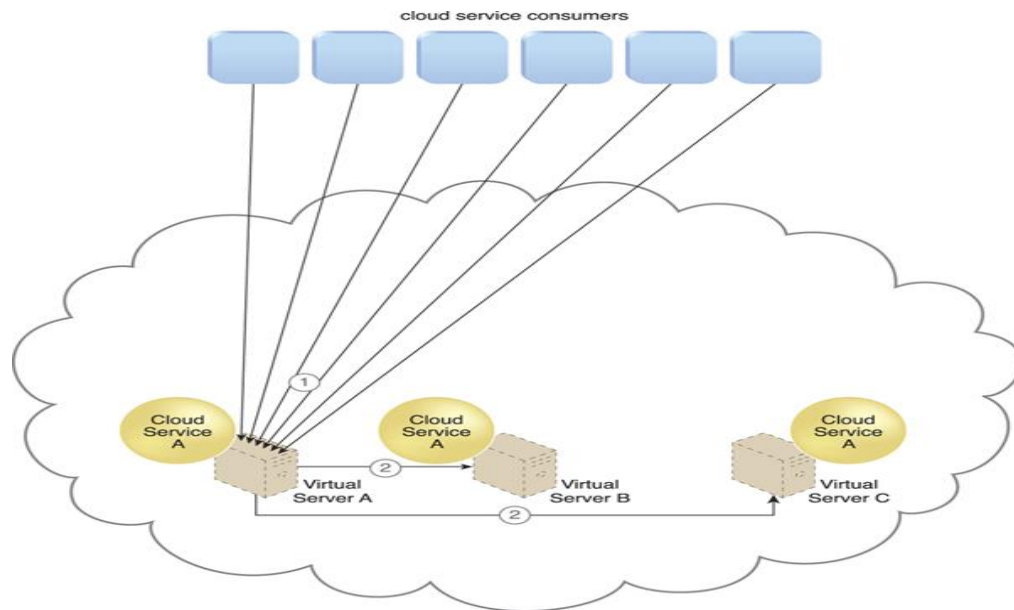 cloud service consumers
1
Cloud
Service
A
Cloud
Service
A
Cloud
Service
A
2
Virtual
Server A
Virtual
Server B
Virtual
Server C
2